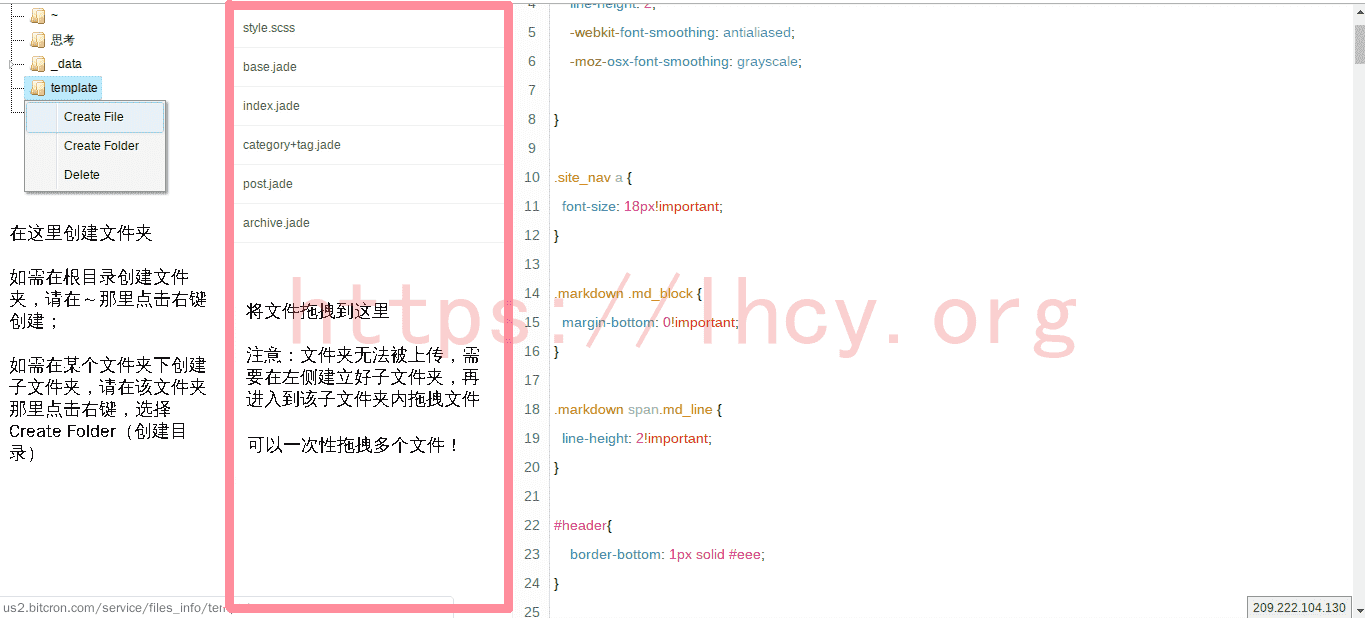 ~
思考
_data
template
Create File
Create Folder
Delete
在这里创建文件夹
如需在根目录创建文件
夹，请在～那里点击右键
创建；
如需在某个文件夹下创建
子文件夹，请在该文件夹
那里点击右键，选择
Create Folder（创建目
录）
us2.bitcron.com/service/files_info/tem
style.scss
base.jade
index.jade
category+tag.jade
post.jade
archive.jade
将文件拖拽到这里
注意：文件夹无法被上传，需
要在左侧建立好子文件夹，再
进入到该子文件夹内拖拽文件
可以一次性拖拽多个文件！
https://lhcy.org
4 line-height: 2;
5 -webkit-font-smoothing: antialiased;
6 -moz-osx-font-smoothing: grayscale;
7
8 }
9
10 .site_nav a {
11 font-size: 18px!important;
12 }
13
14 .markdown .md_block {
15 margin-bottom: 0!important;
16 }
17
18 .markdown span.md_line {
19 line-height: 2!important;
20 }
21
22 #header{
23 border-bottom: 1px solid #eee;
24 }
25
209.222.104.130